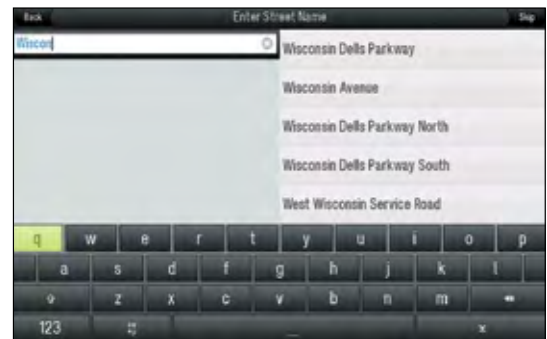 Back Enter Street Name Skip
Wiscon
Wisconsin Dells Parkway
Wisconsin Avenue
Wisconsin Dells Parkway North
Wisconsin Dells Parkway South
West Wisconsin Service Road
q w e r t y u i o p
a s d f g h j k l
z x c v b n m
123